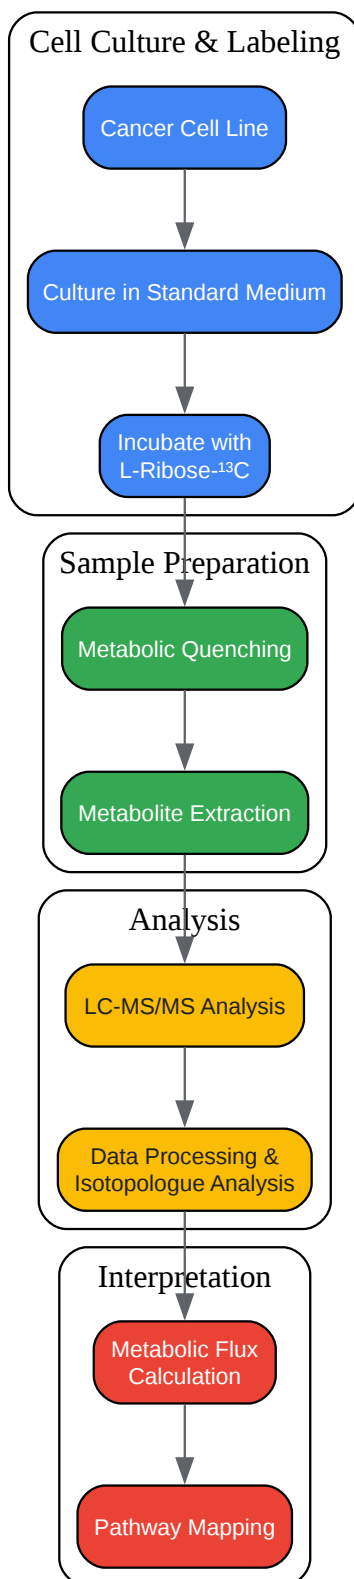 Cell Culture & Labeling
Cancer Cell Line
Culture in Standard Medium
Incubate with
L-Ribose-¹³C
Sample Preparation
Metabolic Quenching
Metabolite Extraction
Analysis
LC-MS/MS Analysis
Data Processing &
Isotopologue Analysis
Interpretation
Metabolic Flux
Calculation
Pathway Mapping